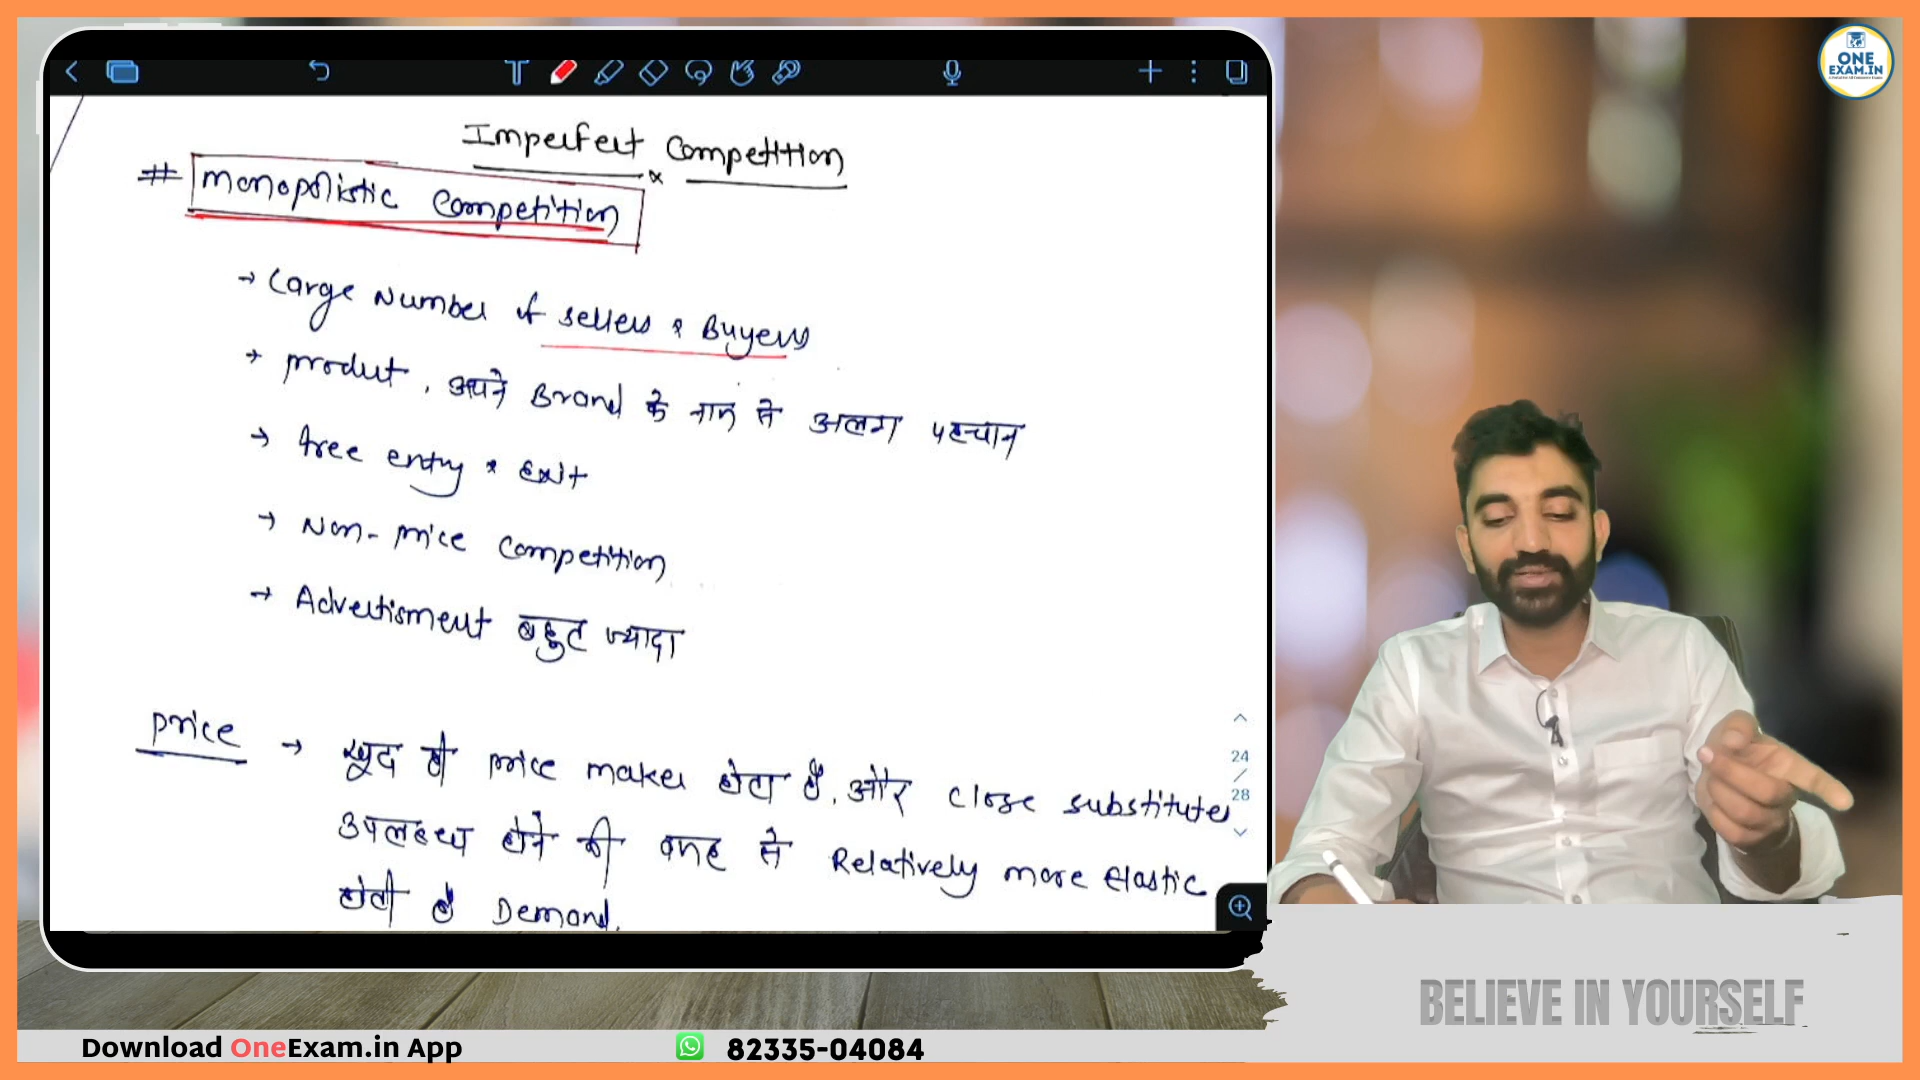 Imperfect Competition
# Monopolistic Competition
→ Large Number of Sellers & Buyers
→ Product, अपने Brand के नाम से अलग पहचान
→ free entry & Exit
→ Non-Price Competition
→ Advertisment बहुत ज्यादा
Price → खुद ही Price maker होता है, और close substitutes
उपलब्ध होने की वजह से Relatively more Elastic
होती है Demand.
24
/
28
ONE
EXAM.IN
BELIEVE IN YOURSELF
Download OneExam.in App
82335-04084